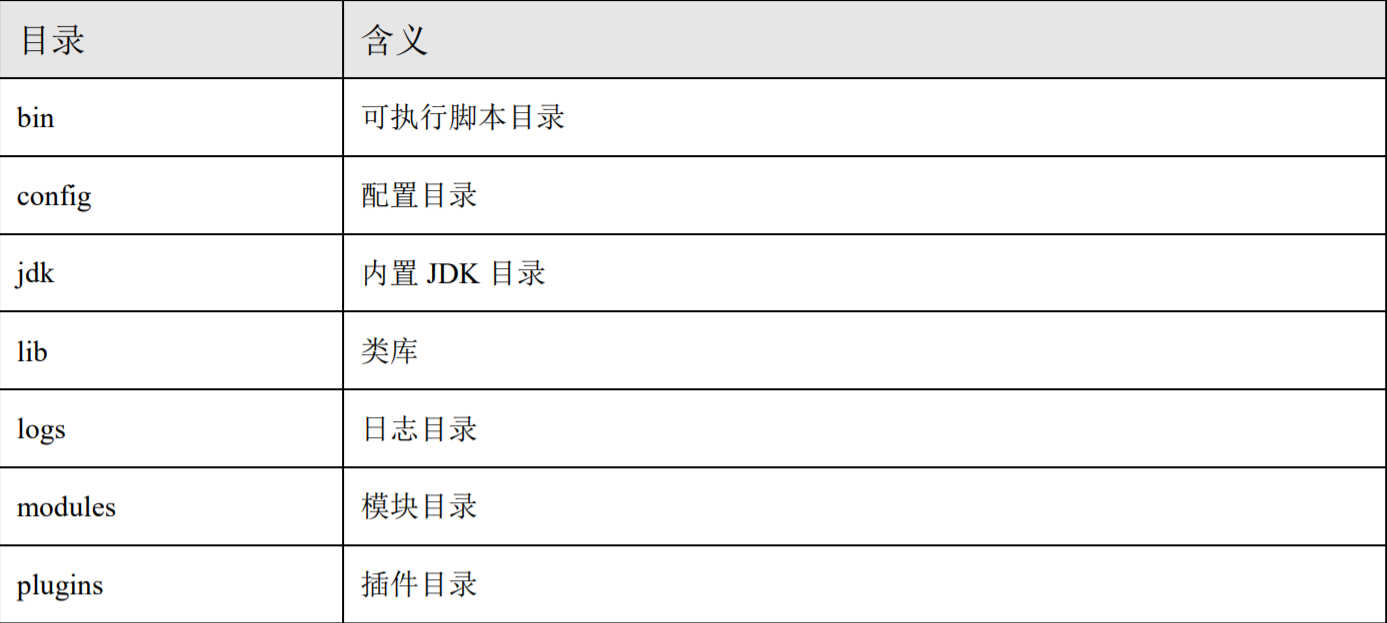 目录 含义
bin 可执行脚本目录
config 配置目录
jdk 内置 JDK 目录
lib 类库
logs 日志目录
modules 模块目录
plugins 插件目录